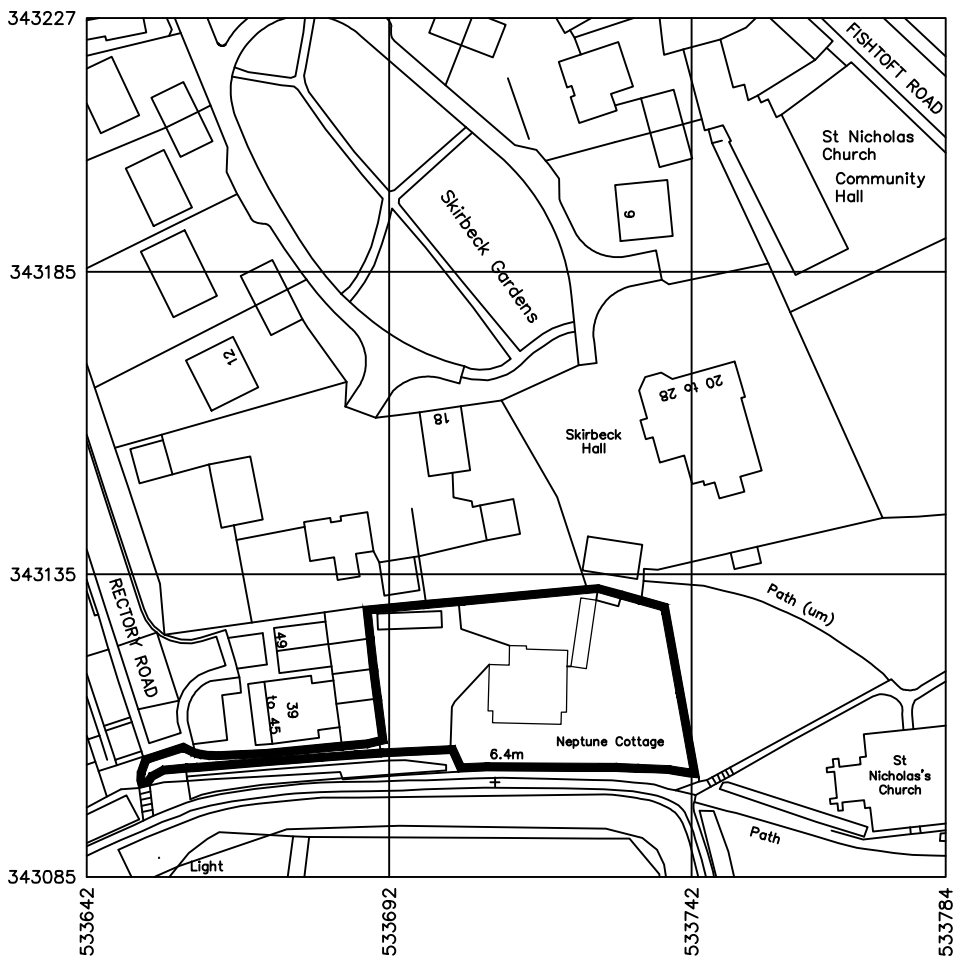 343227
FISHTOFT ROAD
St Nicholas
Church
Community
Hall
Skirbeck Gardens
9
343185
12
18
20 to 28
Skirbeck
Hall
343135
Path (um)
RECTORY ROAD
49
39
to 45
Neptune Cottage
6.4m
St
Nicholas's
Church
Path
Light
343085
533642
533692
533742
533784